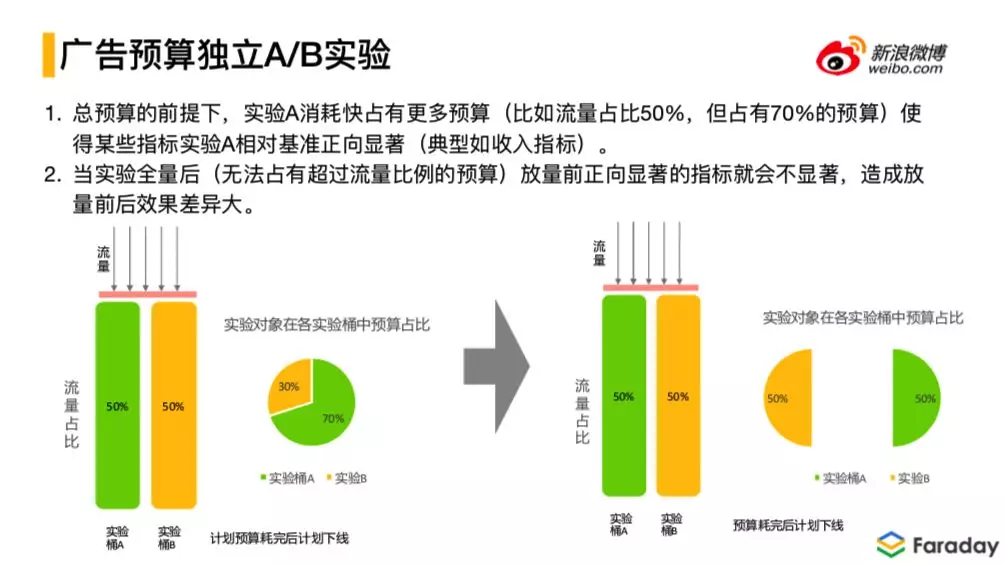 广告预算独立A/B实验
新浪微博
weibo.com
1. 总预算的前提下，实验A消耗快占有更多预算（比如流量占比50%，但占有70%的预算）使
得某些指标实验A相对基准正向显著（典型如收入指标）。
2. 当实验全量后（无法占有超过流量比例的预算）放量前正向显著的指标就会不显著，造成放
量前后效果差异大。
流量
实验对象在各实验桶中预算占比
流量占比
50%
50%
30%
70%
实验桶A
实验B
实验桶A
实验桶B
计划预算耗完后计划下线
流量
实验对象在各实验桶中预算占比
流量占比
50%
50%
50%
50%
实验桶A
实验B
实验桶A
实验桶B
预算耗完后计划下线
Faraday